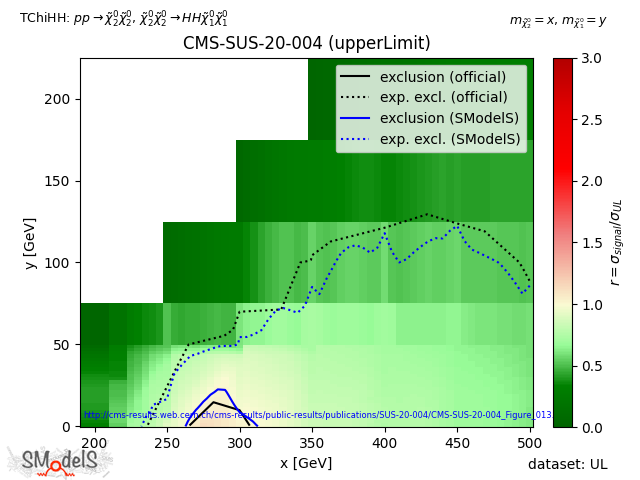 TChiHH: pp → χ̃⁰₂χ̃⁰₂, χ̃⁰₂χ̃⁰₂ → HHχ̃⁰₁χ̃⁰₁
m_χ̃⁰₂ = x, m_χ̃⁰₁ = y
CMS-SUS-20-004 (upperLimit)
exclusion (official)
exp. excl. (official)
exclusion (SModelS)
exp. excl. (SModelS)
y [GeV]
200
150
100
50
0
http://cms-results.web.cern.ch/cms-results/public-results/publications/SUS-20-004/CMS-SUS-20-004_Figure_013.
200 250 300 350 400 450 500
x [GeV]
3.0
2.5
2.0
1.5
1.0
0.5
0.0
r = σ_signal/σ_UL
SModelS
dataset: UL